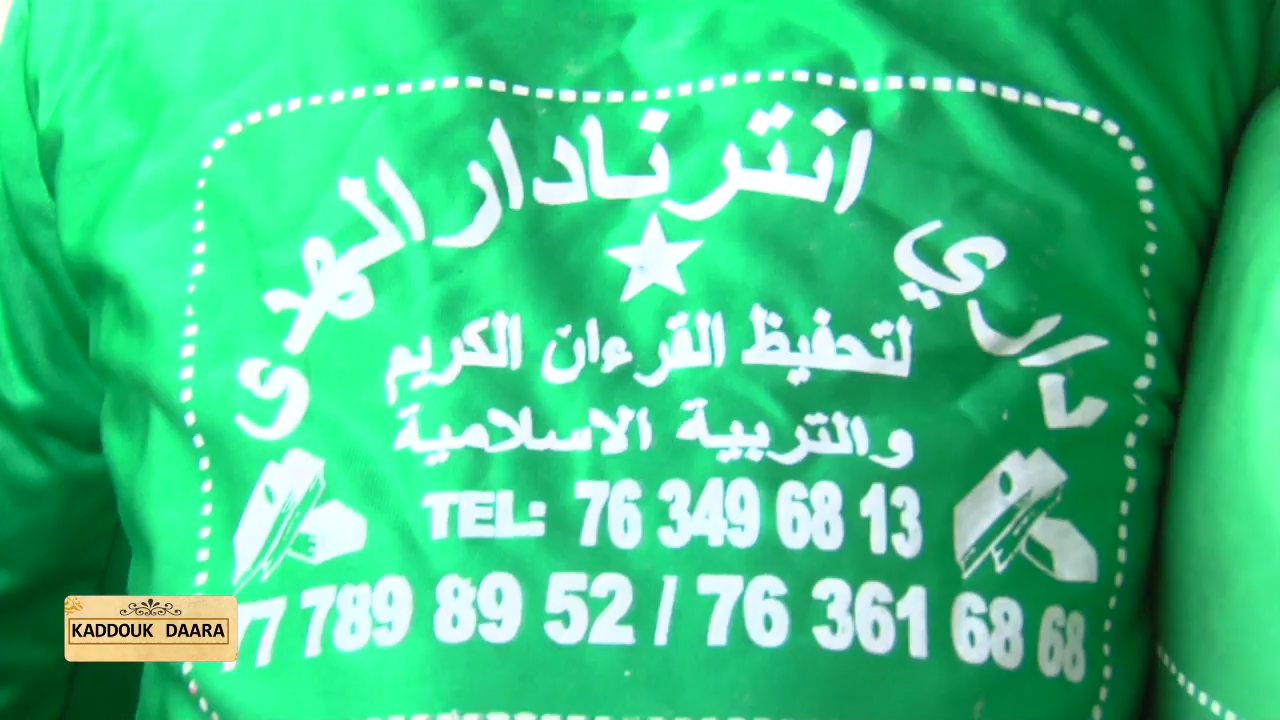 داري انترنادار الهدى
لتحفيظ القرءان الكريم
والتربية الاسلامية
TEL: 76 349 68 13
77 789 89 52 / 76 361 68 68
KADDOUK DAARA